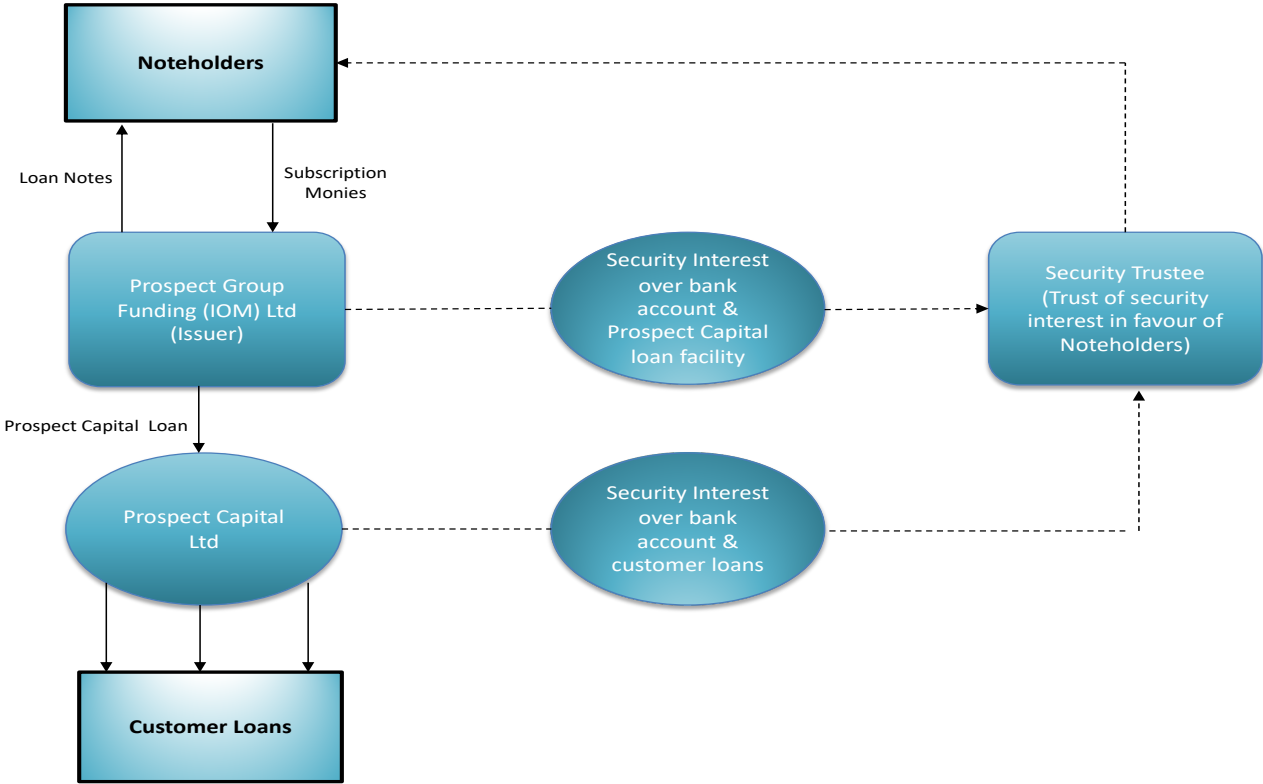 Noteholders
Loan Notes
Subscription
Monies
Prospect Group
Funding (IOM) Ltd
(Issuer)
Security Interest
over bank
account &
Prospect Capital
loan facility
Security Trustee
(Trust of security
interest in favour of
Noteholders)
Prospect Capital Loan
Prospect Capital
Ltd
Security Interest
over bank
account &
customer loans
Customer Loans